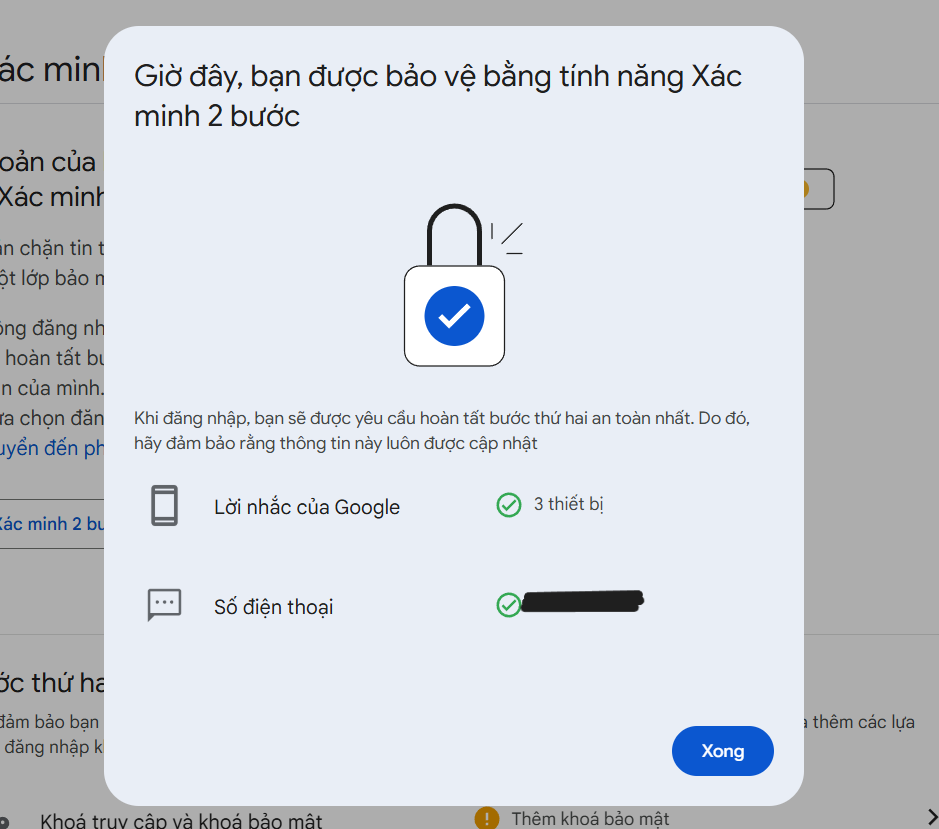 ác minh
Giờ đây, bạn được bảo vệ bằng tính năng Xác
minh 2 bước
oản của
Xác minh
ăn chặn tin t
ột lớp bảo m
ông đăng nh
hoàn tất bu
n của mình.
ựa chọn đăn
uyển đến ph
Xác minh 2 bu
Khi đăng nhập, bạn sẽ được yêu cầu hoàn tất bước thứ hai an toàn nhất. Do đó,
hãy đảm bảo rằng thông tin này luôn được cập nhật
Lời nhắc của Google
3 thiết bị
Số điện thoại
ớc thứ ha
đảm bảo bạn
a thêm các lựa
đăng nhập k
Xong
Khoá truy cập và khoá bảo mật
Thêm khoá bảo mật